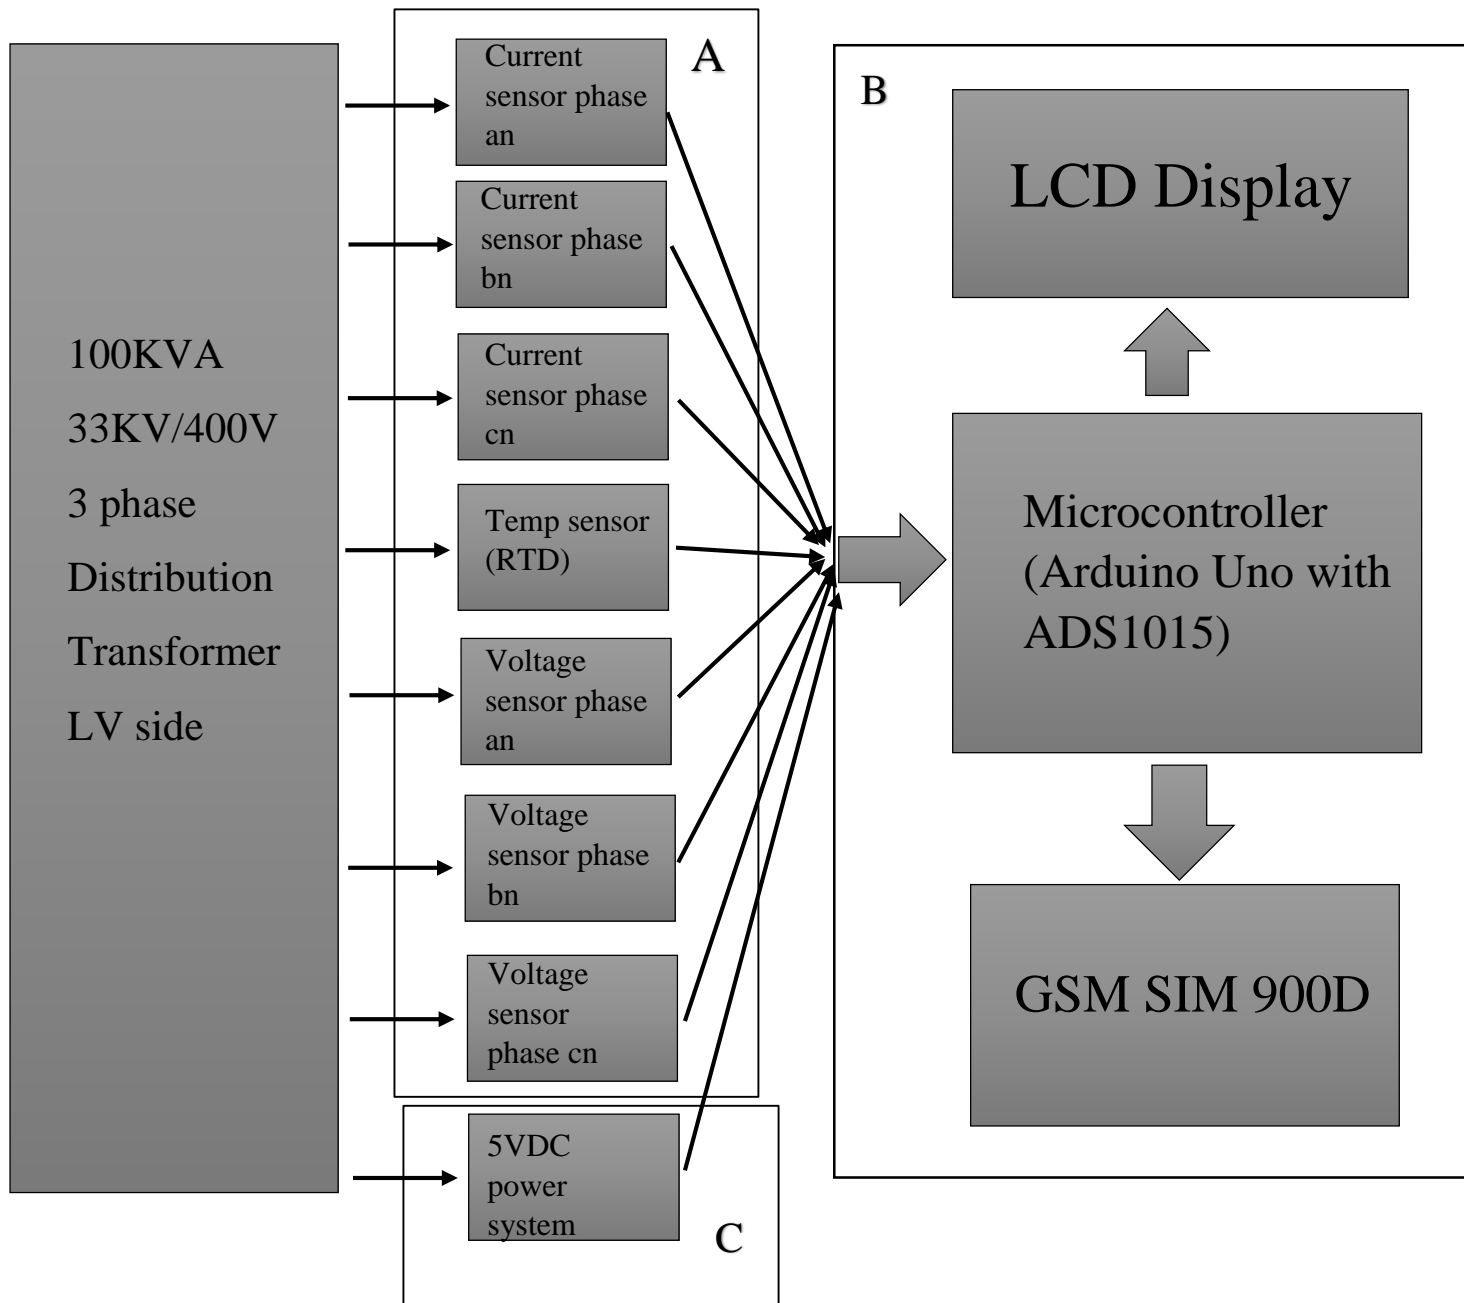 100KVA
33KV/400V
3 phase
Distribution
Transformer
LV side
A
Current
sensor phase
an
Current
sensor phase
bn
Current
sensor phase
cn
Temp sensor
(RTD)
Voltage
sensor phase
an
Voltage
sensor phase
bn
Voltage
sensor
phase cn
5VDC
power
system
C
B
LCD Display
Microcontroller
(Arduino Uno with
ADS1015)
GSM SIM 900D